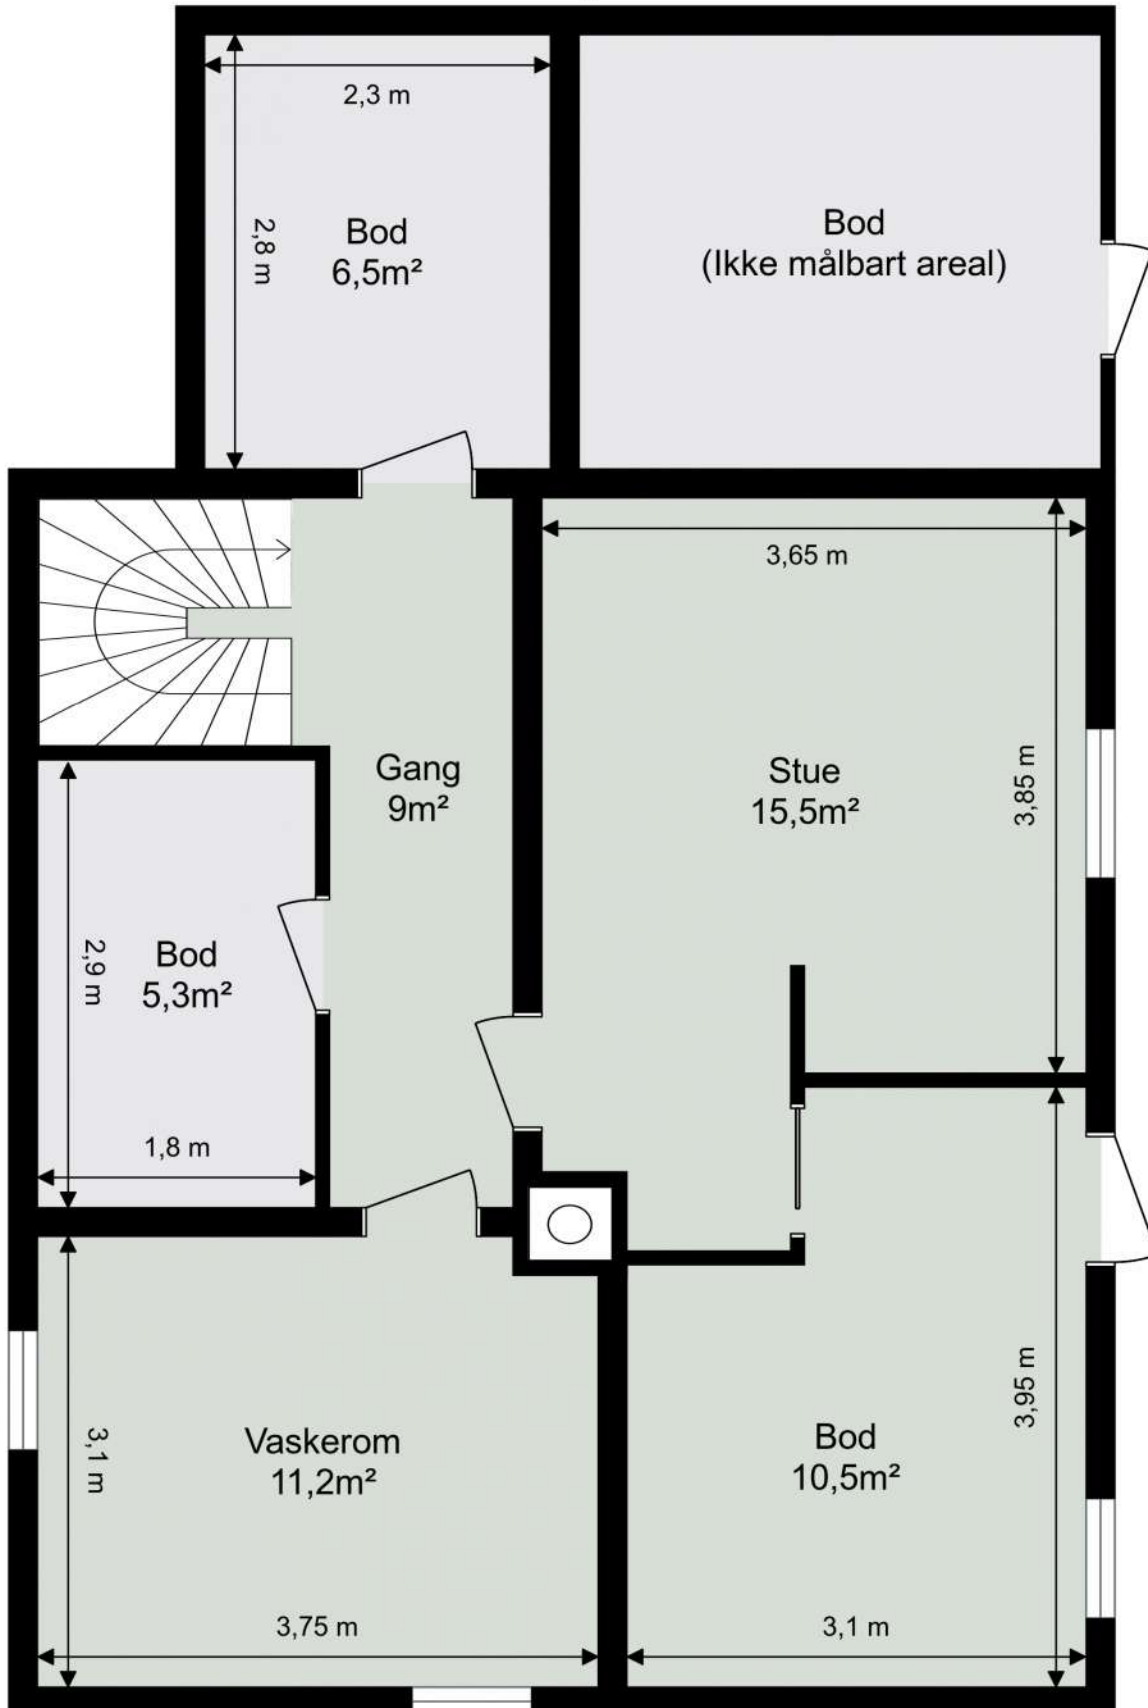 2,3 m
2,8 m
Bod
6,5m²
Bod
(Ikke målbart areal)
3,65 m
3,85 m
Gang
9m²
Stue
15,5m²
2,9 m
Bod
5,3m²
1,8 m
3,1 m
Vaskerom
11,2m²
3,75 m
3,95 m
Bod
10,5m²
3,1 m